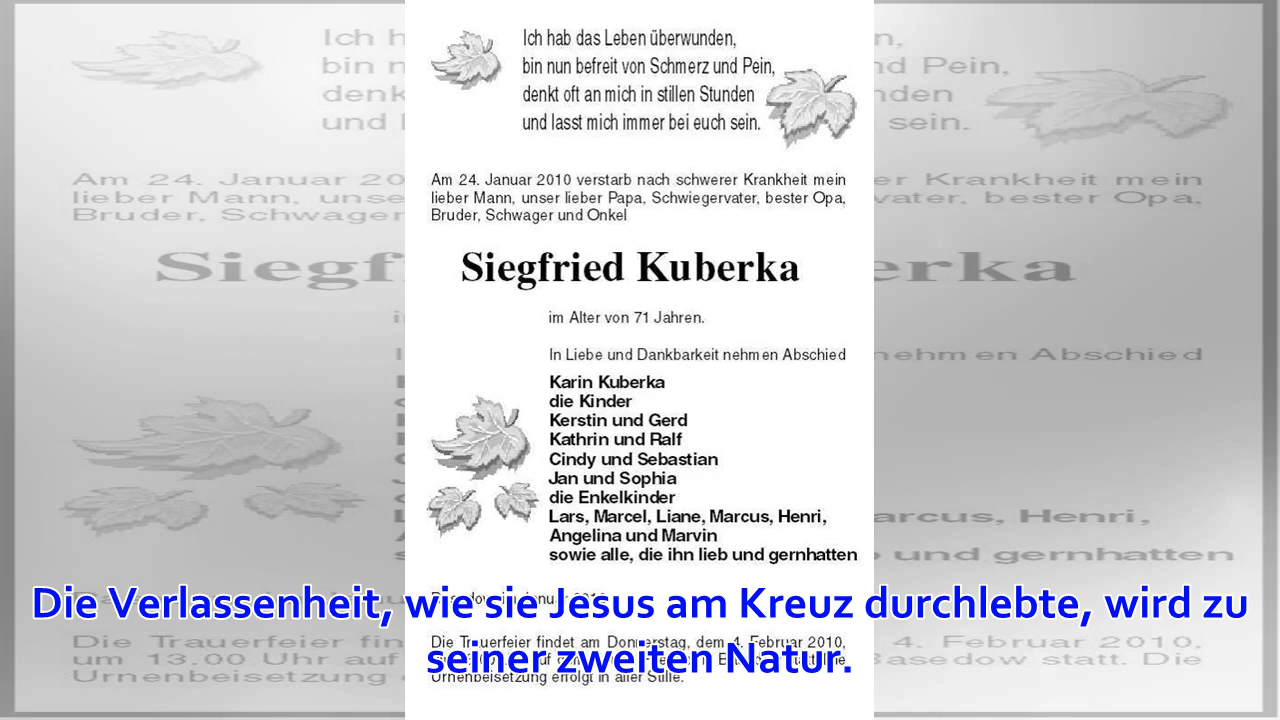 Ich hab das Leben überwunden,
bin nun befreit von Schmerz und Pein,
denkt oft an mich in stillen Stunden
und lasst mich immer bei euch sein.
Am 24. Januar 2010 verstarb nach schwerer Krankheit mein
lieber Mann, unser lieber Papa, Schwiegervater, bester Opa,
Bruder, Schwager und Onkel
Siegfried Kuberka
im Alter von 71 Jahren.
In Liebe und Dankbarkeit nehmen Abschied
Karin Kuberka
die Kinder
Kerstin und Gerd
Kathrin und Ralf
Cindy und Sebastian
Jan und Sophia
die Enkelkinder
Lars, Marcel, Liane, Marcus, Henri,
Angelina und Marvin
sowie alle, die ihn lieb und gernhatten
Die Verlassenheit, wie sie Jesus am Kreuz durchlebte, wird zu
Die Trauerfeier findet am Donnerstag, dem 4. Februar 2010,
seiner zweiten Natur.
Urnenbeisetzung erfolgt in aller Stille.